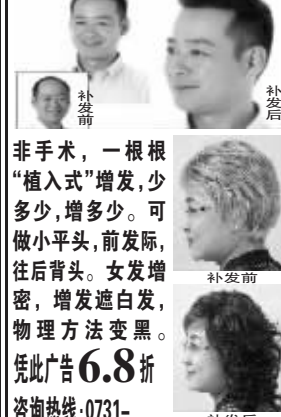 补发前
补发后
非手术，一根根
“植入式”增发，少
多少，增多少。可
做小平头，前发际，
往后背头。女发增
密，增发遮白发，
物理方法变黑。
补发前
凭此广告6.8折
咨询热线:0731-
补发后